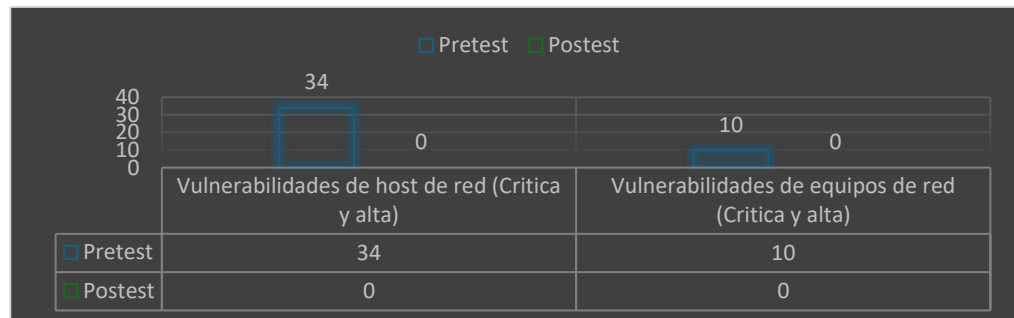 Pretest Postest
34
40
30
20
10
0
0
10
0
Vulnerabilidades de host de red (Critica
y alta)
Vulnerabilidades de equipos de red
(Critica y alta)
Pretest 34 10
Postest 0 0